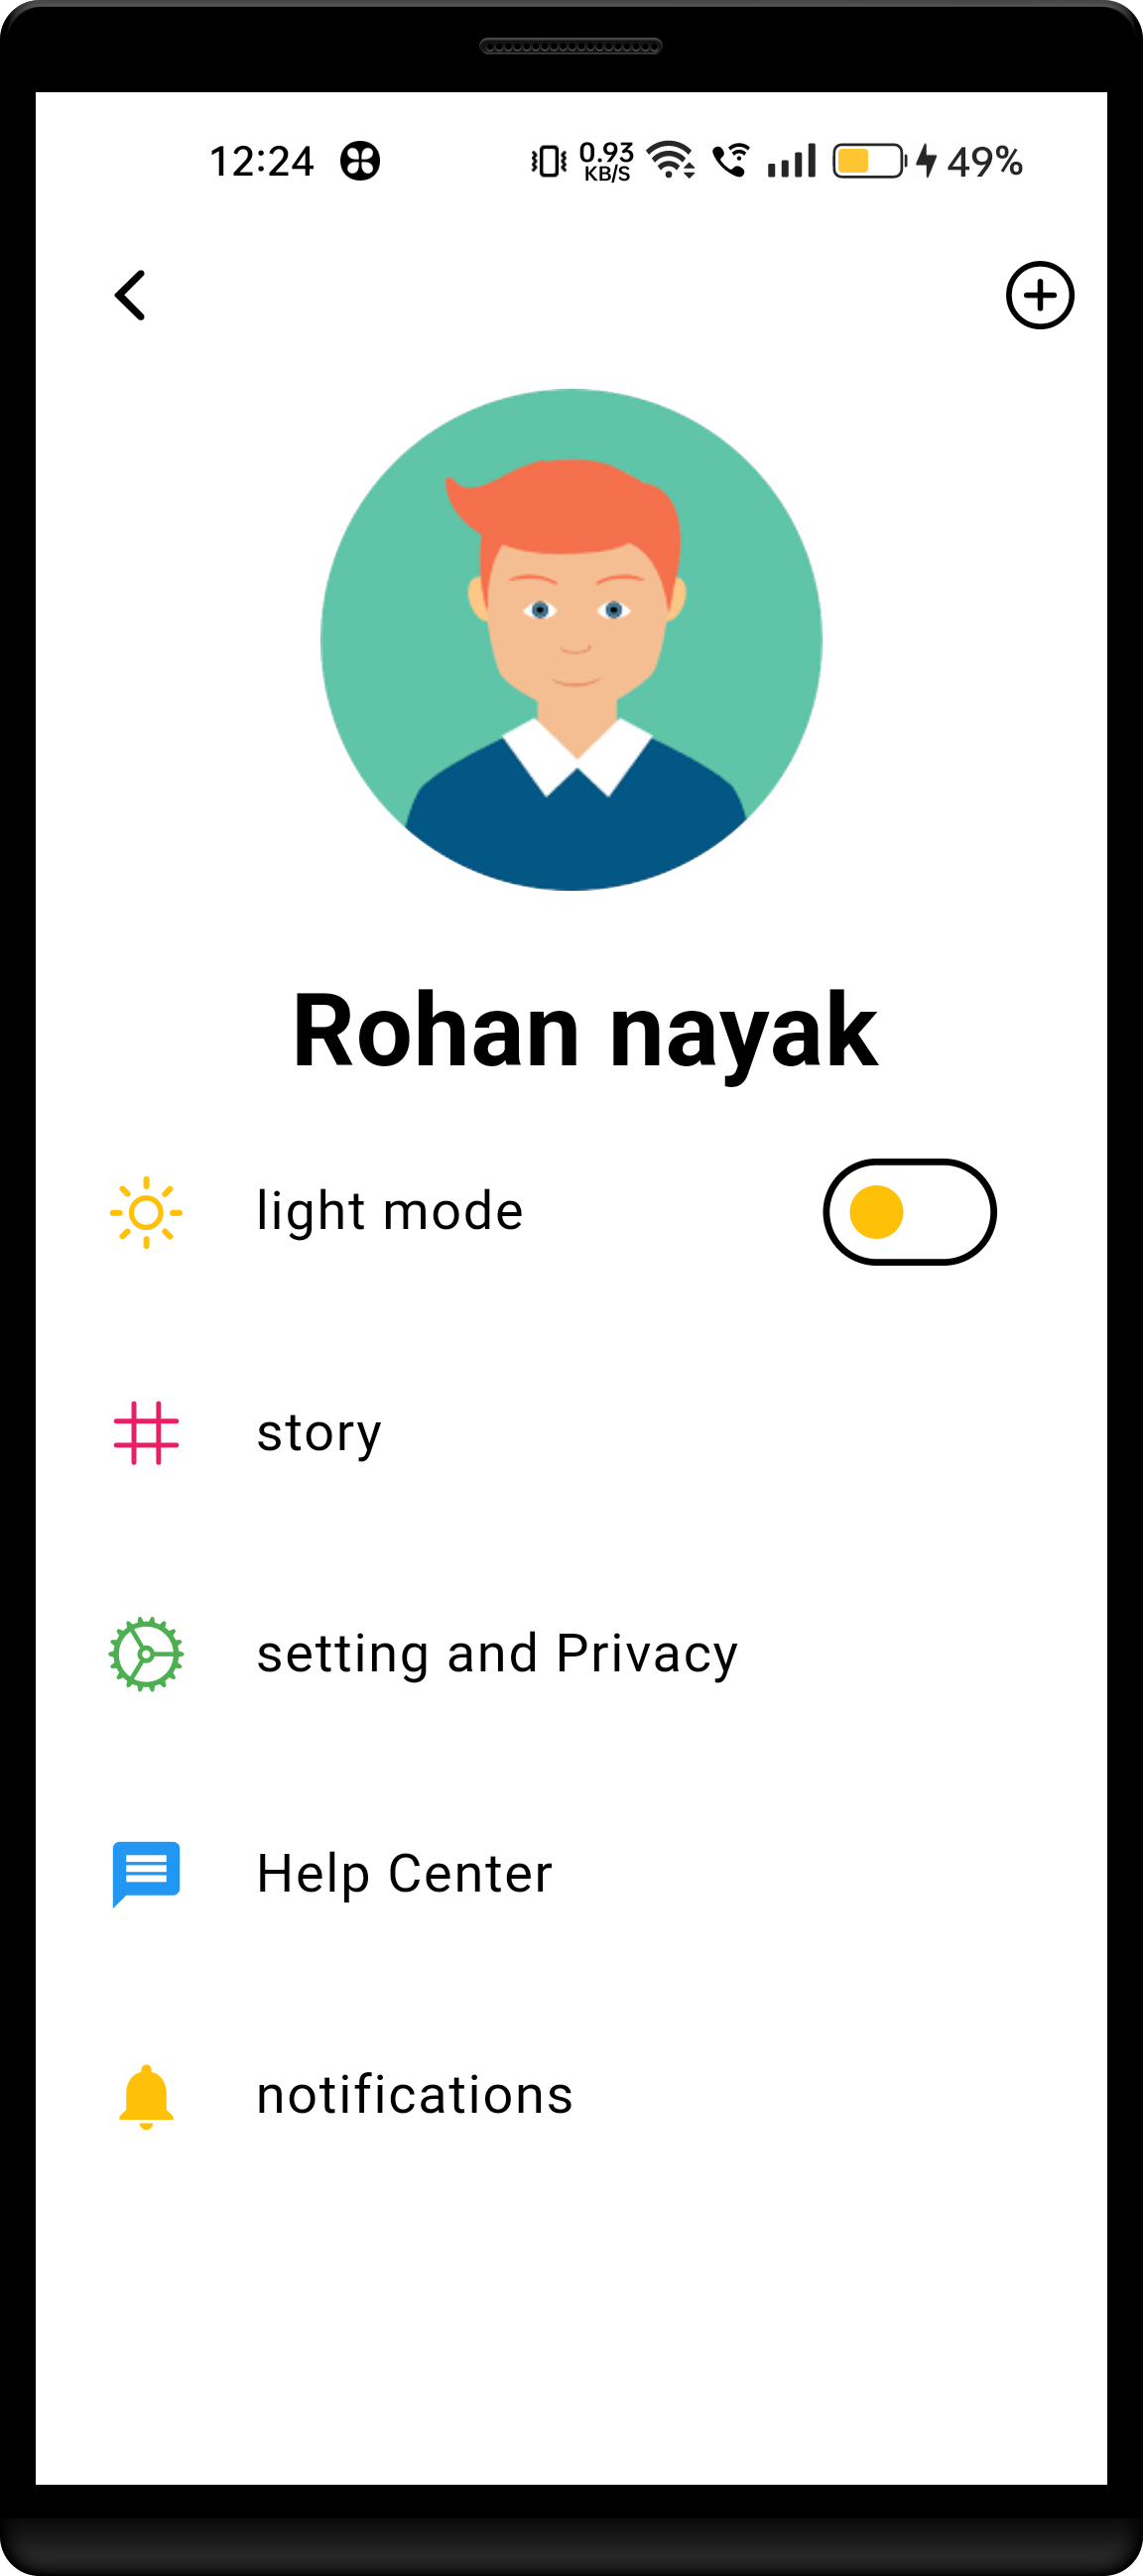 12:24 0.93 KB/S 49%
Rohan nayak
light mode
story
setting and Privacy
Help Center
notifications